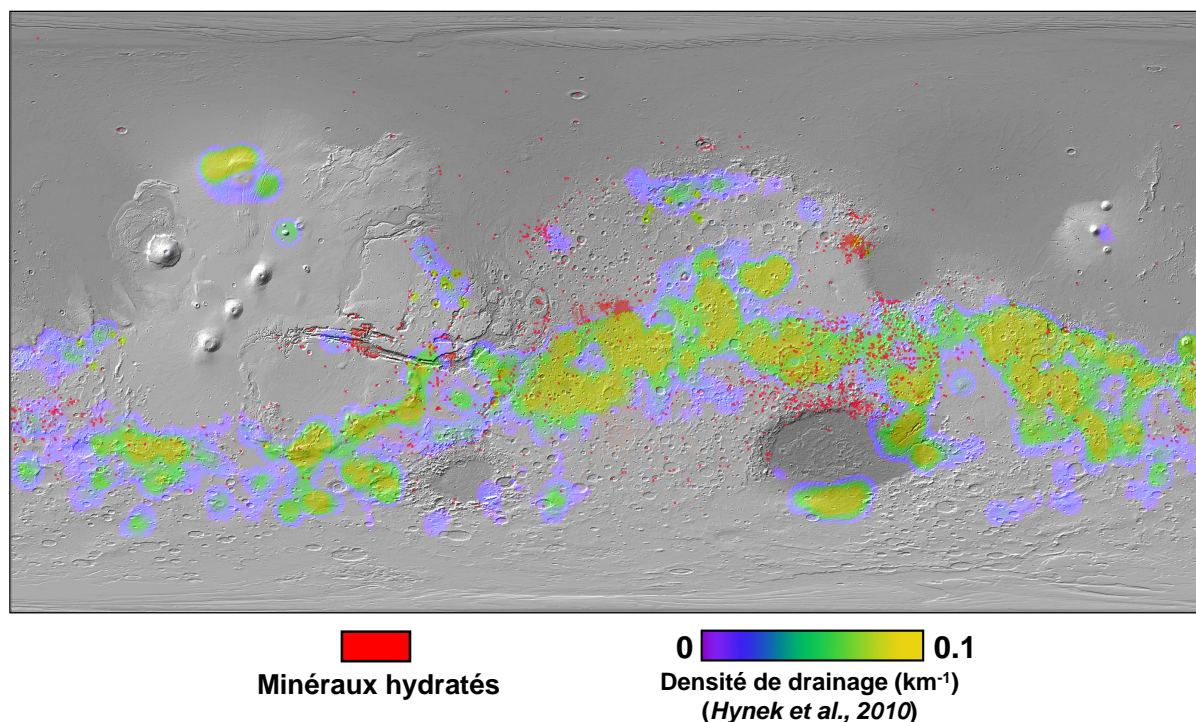 0
0.1
Minéraux hydratés
Densité de drainage (km-1)
(Hynek et al., 2010)